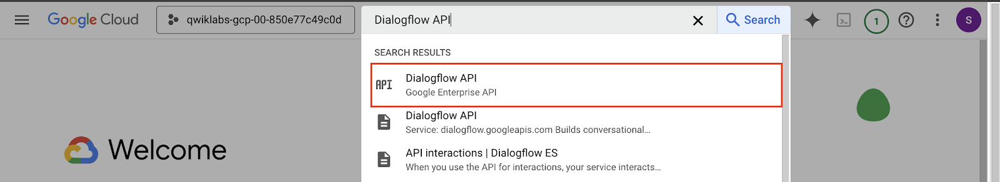 Google Cloud
qwiklabs-gcp-00-850e77c49c0d
Dialogflow API
Search
1
S
SEARCH RESULTS
API
Dialogflow API
Google Enterprise API
Dialogflow API
Service: dialogflow.googleapis.com Builds conversational...
API interactions | Dialogflow ES
When you use the API for interactions, your service interacts...
Welcome